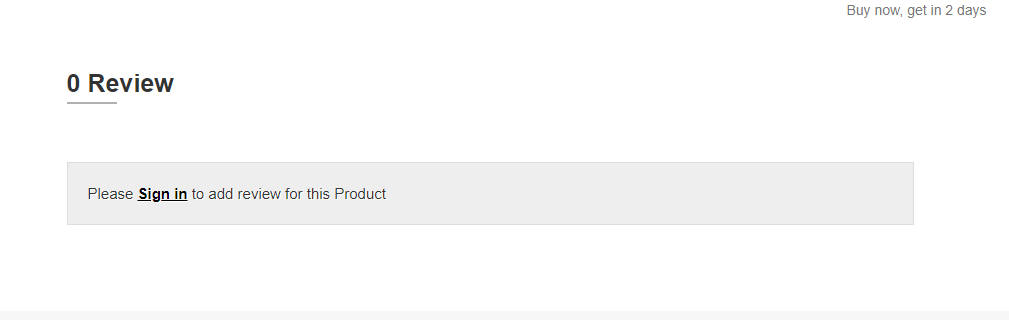 Buy now, get in 2 days
0 Review
Please Sign in to add review for this Product